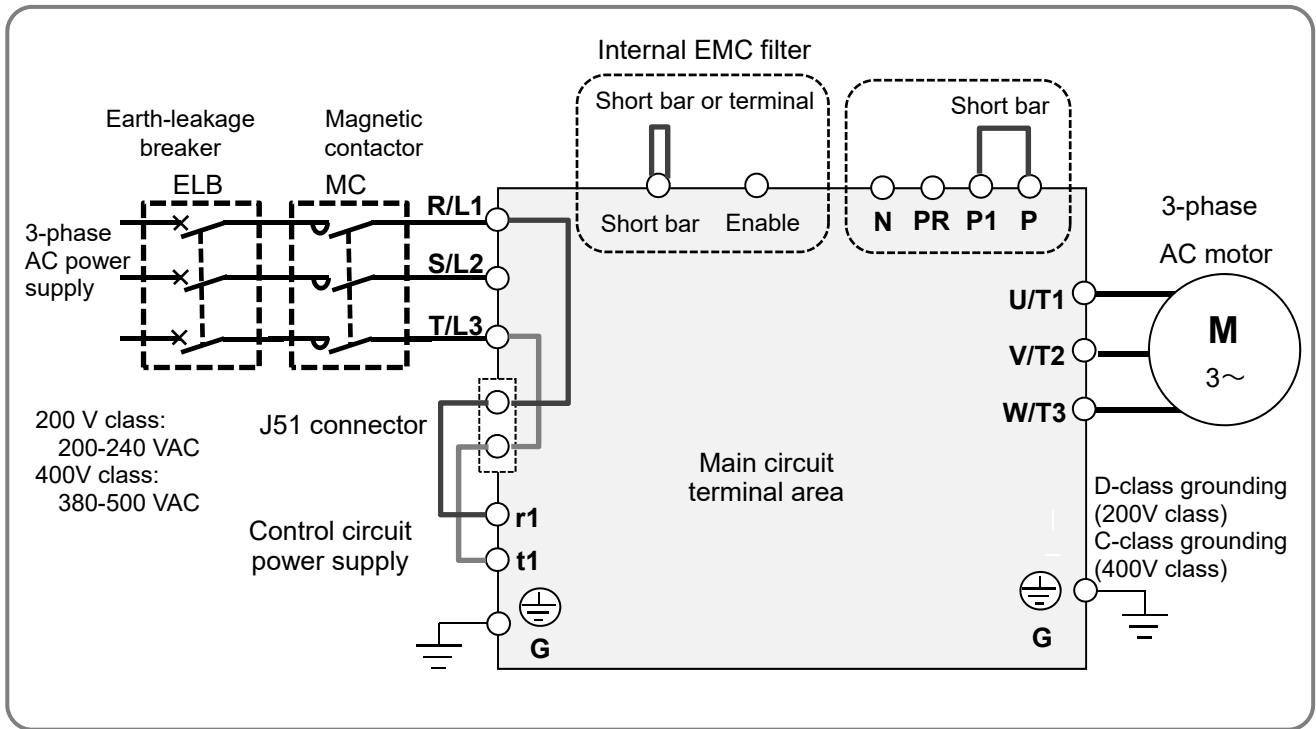 Internal EMC filter
Short bar or terminal
Short bar
Earth-leakage
breaker
ELB
Magnetic
contactor
MC
3-phase
AC power
supply
R/L1
S/L2
T/L3
Short bar
Enable
N
PR
P1
P
3-phase
AC motor
U/T1
V/T2
W/T3
M
3～
200 V class:
200-240 VAC
400V class:
380-500 VAC
J51 connector
Main circuit
terminal area
Control circuit
power supply
r1
t1
D-class grounding
(200V class)
C-class grounding
(400V class)
G
G